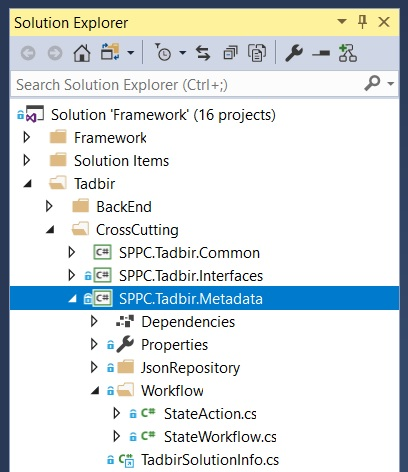 Solution Explorer
Search Solution Explorer (Ctrl+;)
Solution 'Framework' (16 projects)
Framework
Solution Items
Tadbir
BackEnd
CrossCutting
C# SPPC.Tadbir.Common
C# SPPC.Tadbir.Interfaces
C# SPPC.Tadbir.Metadata
Dependencies
Properties
JsonRepository
Workflow
C# StateAction.cs
C# StateWorkflow.cs
C# TadbirSolutionInfo.cs